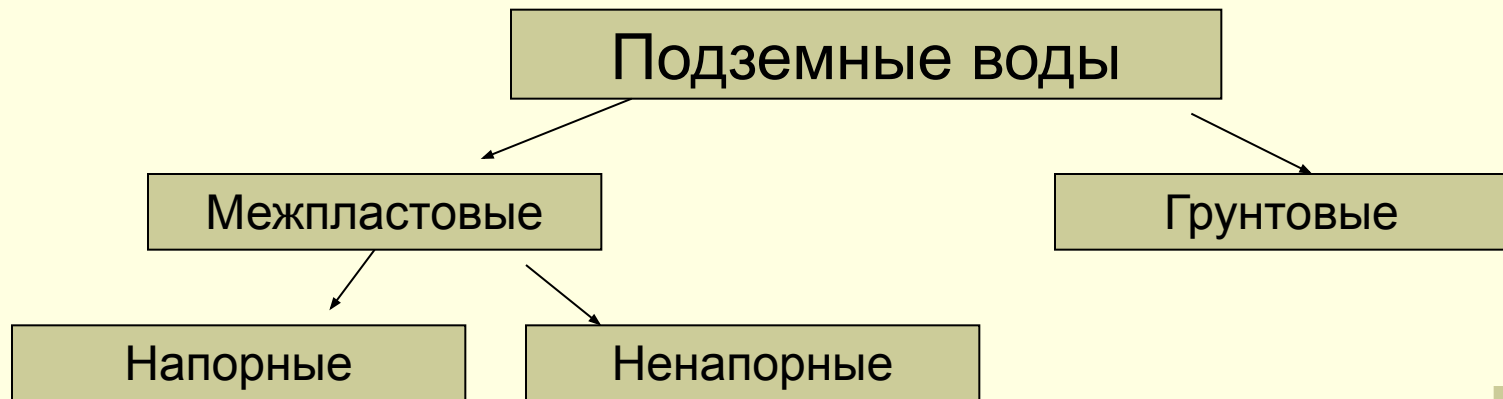 Подземные воды
Межпластовые
Грунтовые
Напорные
Ненапорные